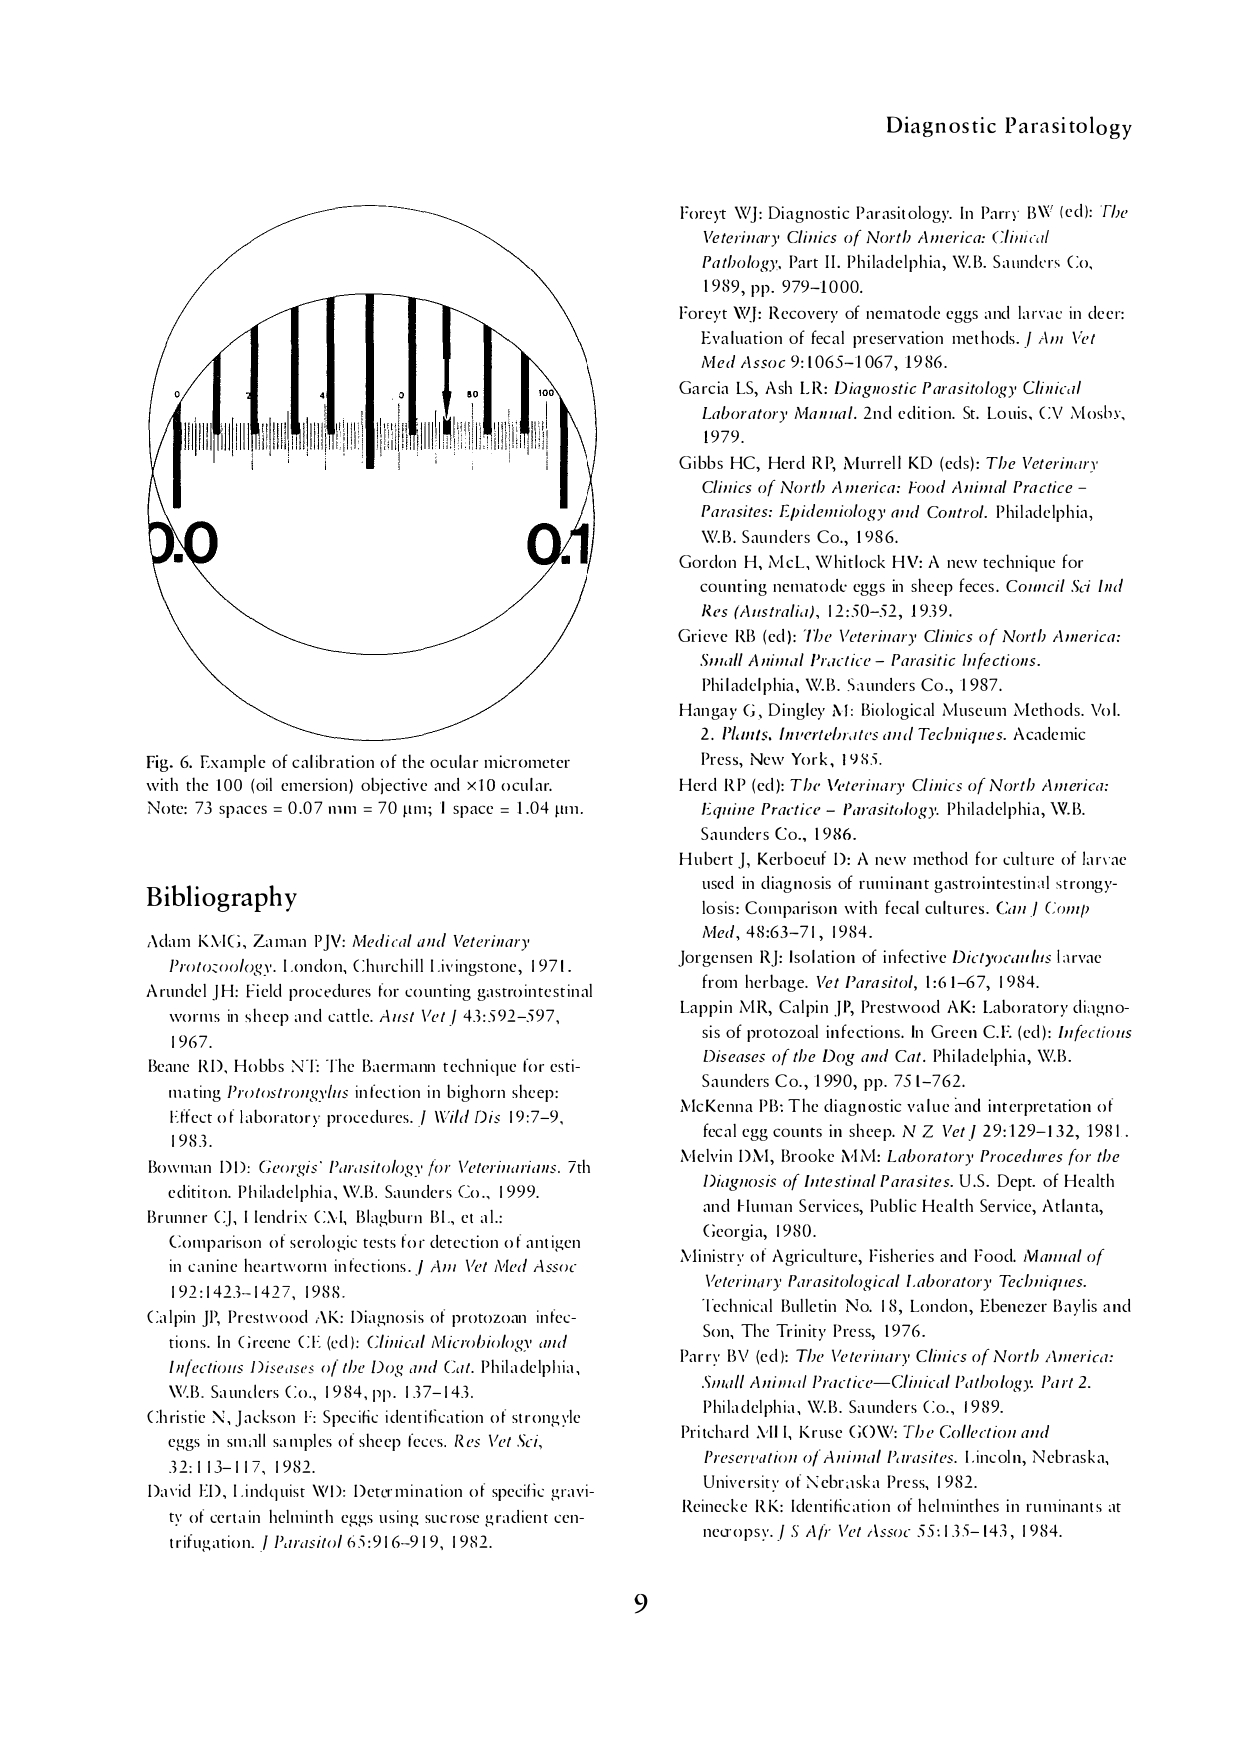 Diagnostic Parasitology
0 2 4 0 80 100
0.0 0.1
Fig. 6. Example of calibration of the ocular micrometer
with the 100 (oil emersion) objective and ×10 ocular.
Note: 73 spaces = 0.07 mm = 70 µm; 1 space = 1.04 µm.
Bibliography
Adam KMG, Zaman PJV: Medical and Veterinary
Protozoology. London, Churchill Livingstone, 1971.
Arundel JH: Field procedures for counting gastrointestinal
worms in sheep and cattle. Aust Vet J 43:592–597,
1967.
Beane RD, Hobbs NT: The Baermann technique for esti-
mating Protostrongylus infection in bighorn sheep:
Effect of laboratory procedures. J Wild Dis 19:7–9,
1983.
Bowman DD: Georgis' Parasitology for Veterinarians. 7th
edititon. Philadelphia, W.B. Saunders Co., 1999.
Brunner CJ, Hendrix CM, Blagburn BL, et al.:
Comparison of serologic tests for detection of antigen
in canine heartworm infections. J Am Vet Med Assoc
192:1423–1427, 1988.
Calpin JP, Prestwood AK: Diagnosis of protozoan infec-
tions. In Greene CE (ed): Clinical Microbiology and
Infectious Diseases of the Dog and Cat. Philadelphia,
W.B. Saunders Co., 1984, pp. 137–143.
Christie N, Jackson F: Specific identification of strongyle
eggs in small samples of sheep feces. Res Vet Sci,
32:113–117, 1982.
David ED, Lindquist WD: Determination of specific gravi-
ty of certain helminth eggs using sucrose gradient cen-
trifugation. J Parasitol 65:916–919, 1982.
Foreyt WJ: Diagnostic Parasitology. In Parry BW (ed): The
Veterinary Clinics of North America: Clinical
Pathology, Part II. Philadelphia, W.B. Saunders Co,
1989, pp. 979–1000.
Foreyt WJ: Recovery of nematode eggs and larvae in deer:
Evaluation of fecal preservation methods. J Am Vet
Med Assoc 9:1065–1067, 1986.
Garcia LS, Ash LR: Diagnostic Parasitology Clinical
Laboratory Manual. 2nd edition. St. Louis, CV Mosby,
1979.
Gibbs HC, Herd RP, Murrell KD (eds): The Veterinary
Clinics of North America: Food Animal Practice –
Parasites: Epidemiology and Control. Philadelphia,
W.B. Saunders Co., 1986.
Gordon H, McL, Whitlock HV: A new technique for
counting nematode eggs in sheep feces. Council Sci Ind
Res (Australia), 12:50–52, 1939.
Grieve RB (ed): The Veterinary Clinics of North America:
Small Animal Practice – Parasitic Infections.
Philadelphia, W.B. Saunders Co., 1987.
Hangay G, Dingley M: Biological Museum Methods. Vol.
2. Plants, Invertebrates and Techniques. Academic
Press, New York, 1985.
Herd RP (ed): The Veterinary Clinics of North America:
Equine Practice – Parasitology. Philadelphia, W.B.
Saunders Co., 1986.
Hubert J, Kerboeuf D: A new method for culture of larvae
used in diagnosis of ruminant gastrointestinal strongy-
losis: Comparison with fecal cultures. Can J Comp
Med, 48:63–71, 1984.
Jorgensen RJ: Isolation of infective Dictyocaulus larvae
from herbage. Vet Parasitol, 1:61–67, 1984.
Lappin MR, Calpin JP, Prestwood AK: Laboratory diagno-
sis of protozoal infections. In Green C.E. (ed): Infectious
Diseases of the Dog and Cat. Philadelphia, W.B.
Saunders Co., 1990, pp. 751–762.
McKenna PB: The diagnostic value and interpretation of
fecal egg counts in sheep. N Z Vet J 29:129–132, 1981.
Melvin DM, Brooke MM: Laboratory Procedures for the
Diagnosis of Intestinal Parasites. U.S. Dept. of Health
and Human Services, Public Health Service, Atlanta,
Georgia, 1980.
Ministry of Agriculture, Fisheries and Food. Manual of
Veterinary Parasitological Laboratory Techniques.
Technical Bulletin No. 18, London, Ebenezer Baylis and
Son, The Trinity Press, 1976.
Parry BV (ed): The Veterinary Clinics of North America:
Small Animal Practice—Clinical Pathology. Part 2.
Philadelphia, W.B. Saunders Co., 1989.
Pritchard MH, Kruse GOW: The Collection and
Preservation of Animal Parasites. Lincoln, Nebraska,
University of Nebraska Press, 1982.
Reinecke RK: Identification of helminthes in ruminants at
necropsy. J S Afr Vet Assoc 55:135–143, 1984.
9